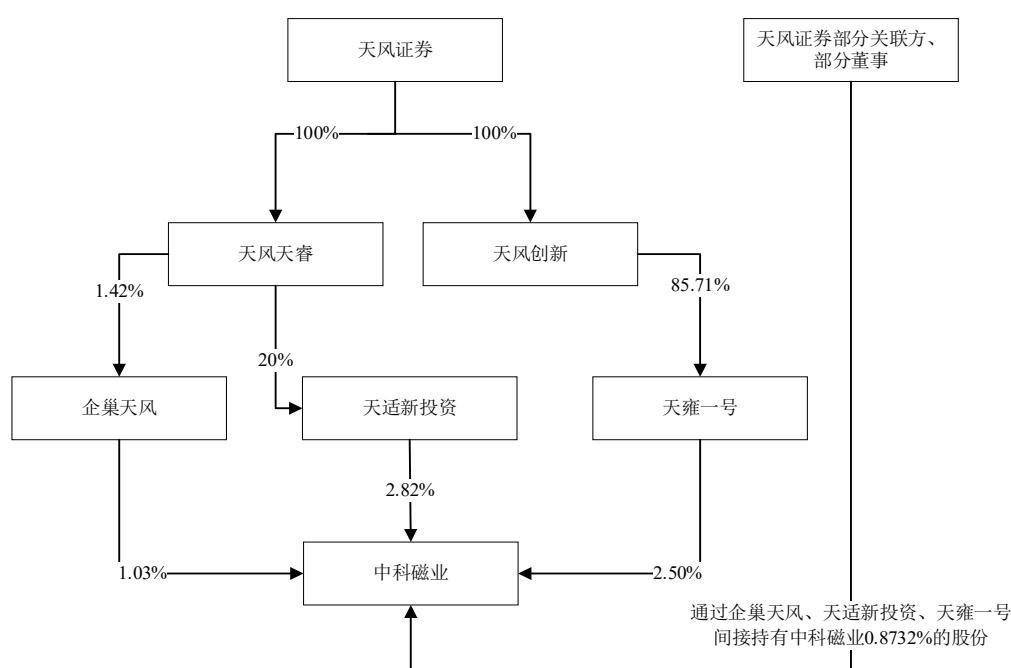 天风证券
天风证券部分关联方、
部分董事
100%
100%
天风天睿
天风创新
1.42%
85.71%
20%
企巢天风
天适新投资
天雍一号
2.82%
中科磁业
1.03%
2.50%
通过企巢天风、天适新投资、天雍一号
间接持有中科磁业0.8732%的股份